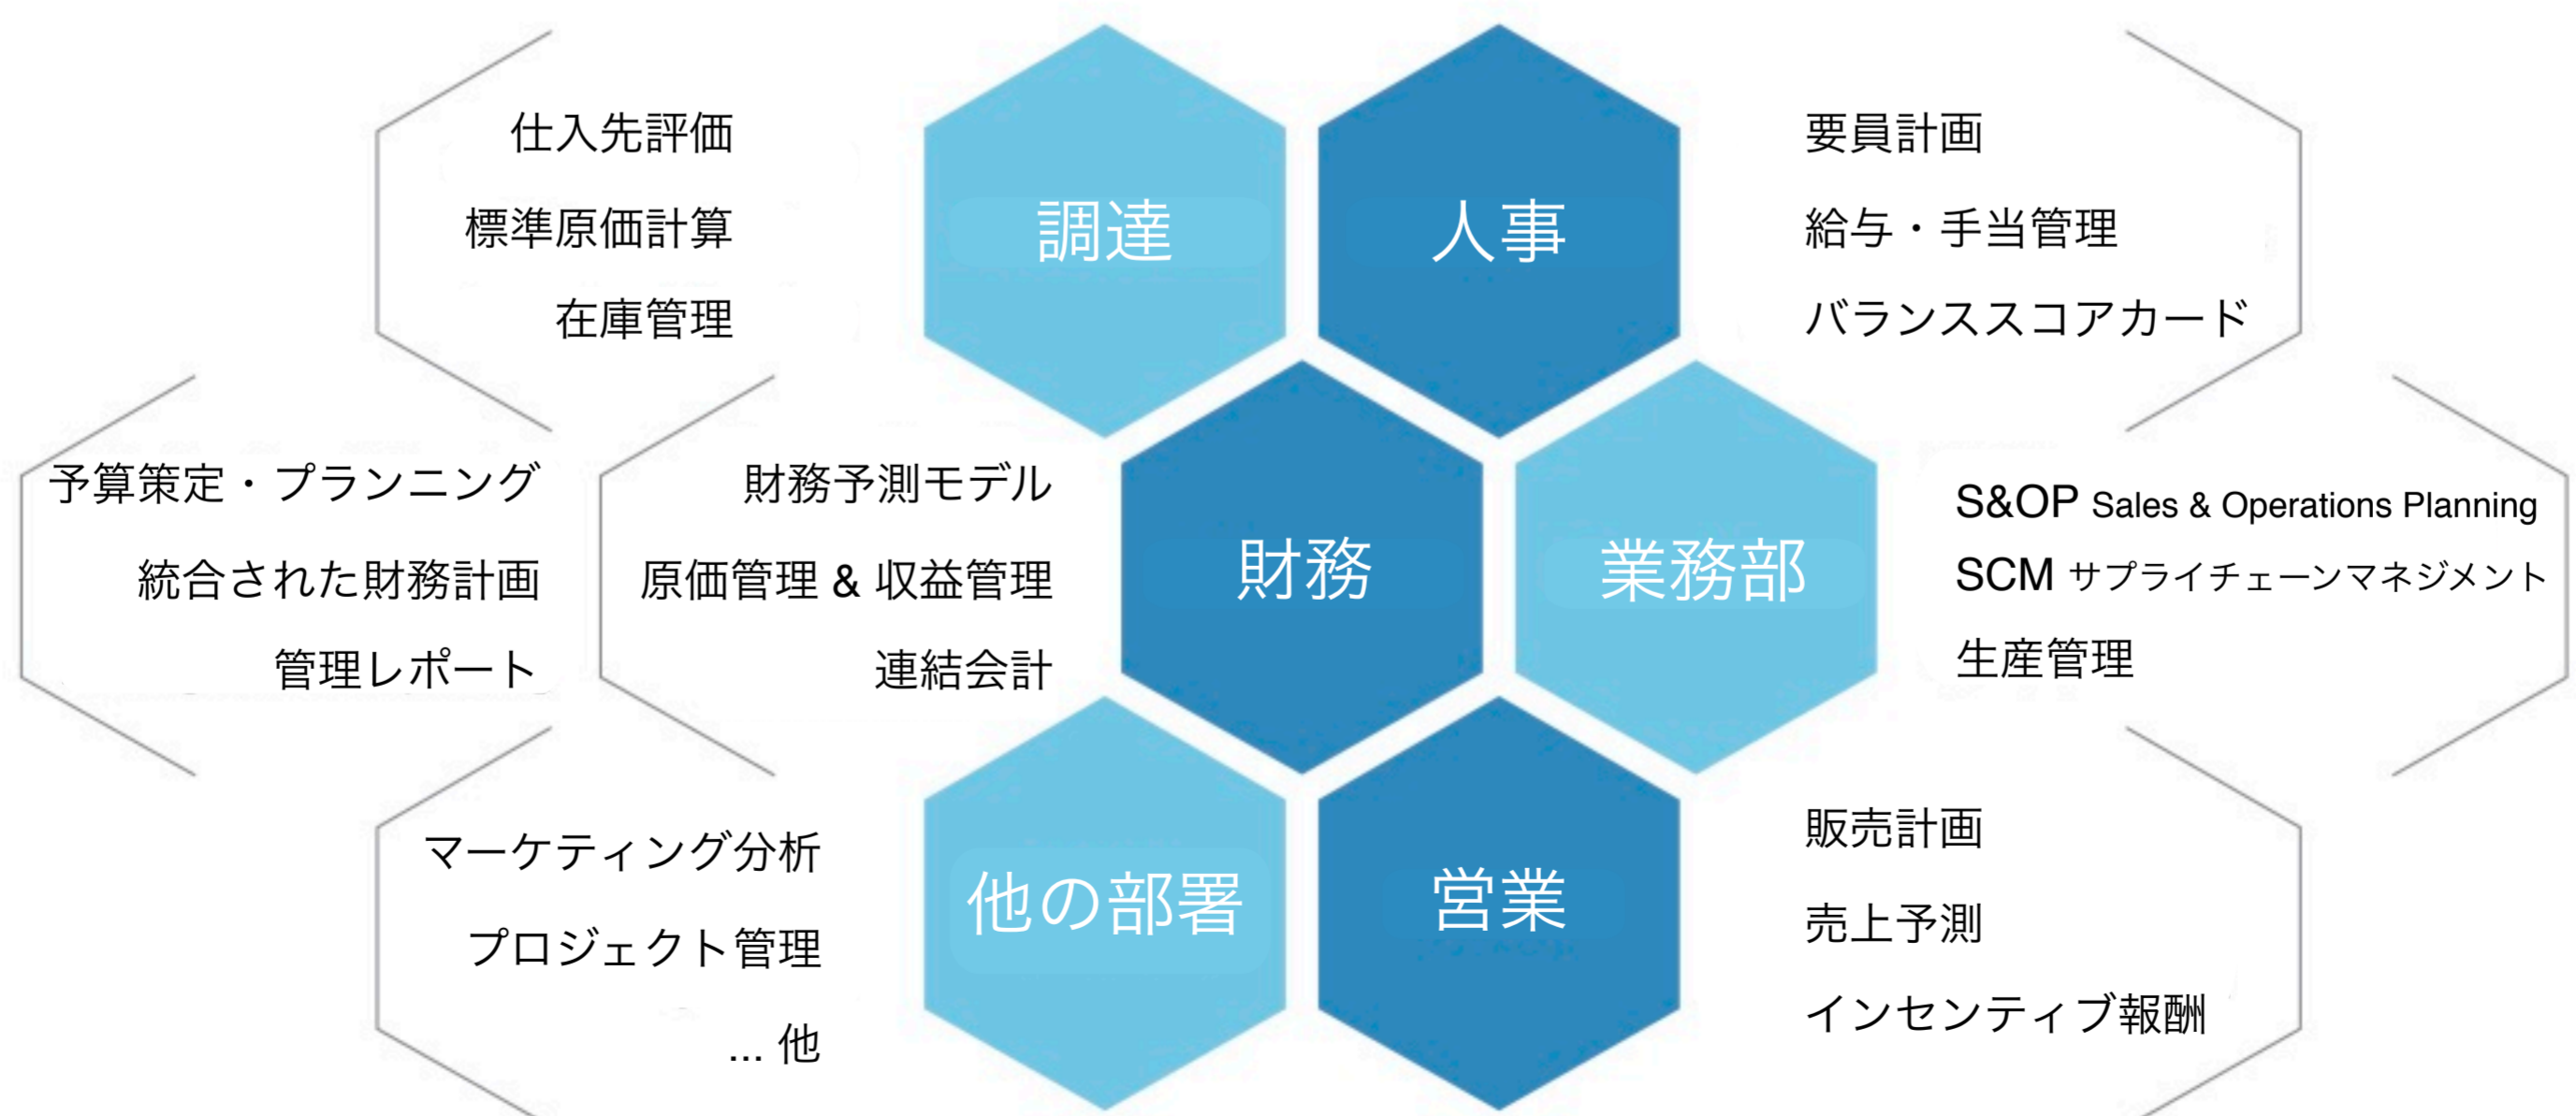 仕入先評価
標準原価計算
在庫管理
調達
人事
要員計画
給与・手当管理
バランススコアカード
予算策定・プランニング
統合された財務計画
管理レポート
財務予測モデル
原価管理 & 収益管理
連結会計
財務
業務部
S&OP Sales & Operations Planning
SCM サプライチェーンマネジメント
生産管理
マーケティング分析
プロジェクト管理
... 他
他の部署
営業
販売計画
売上予測
インセンティブ報酬